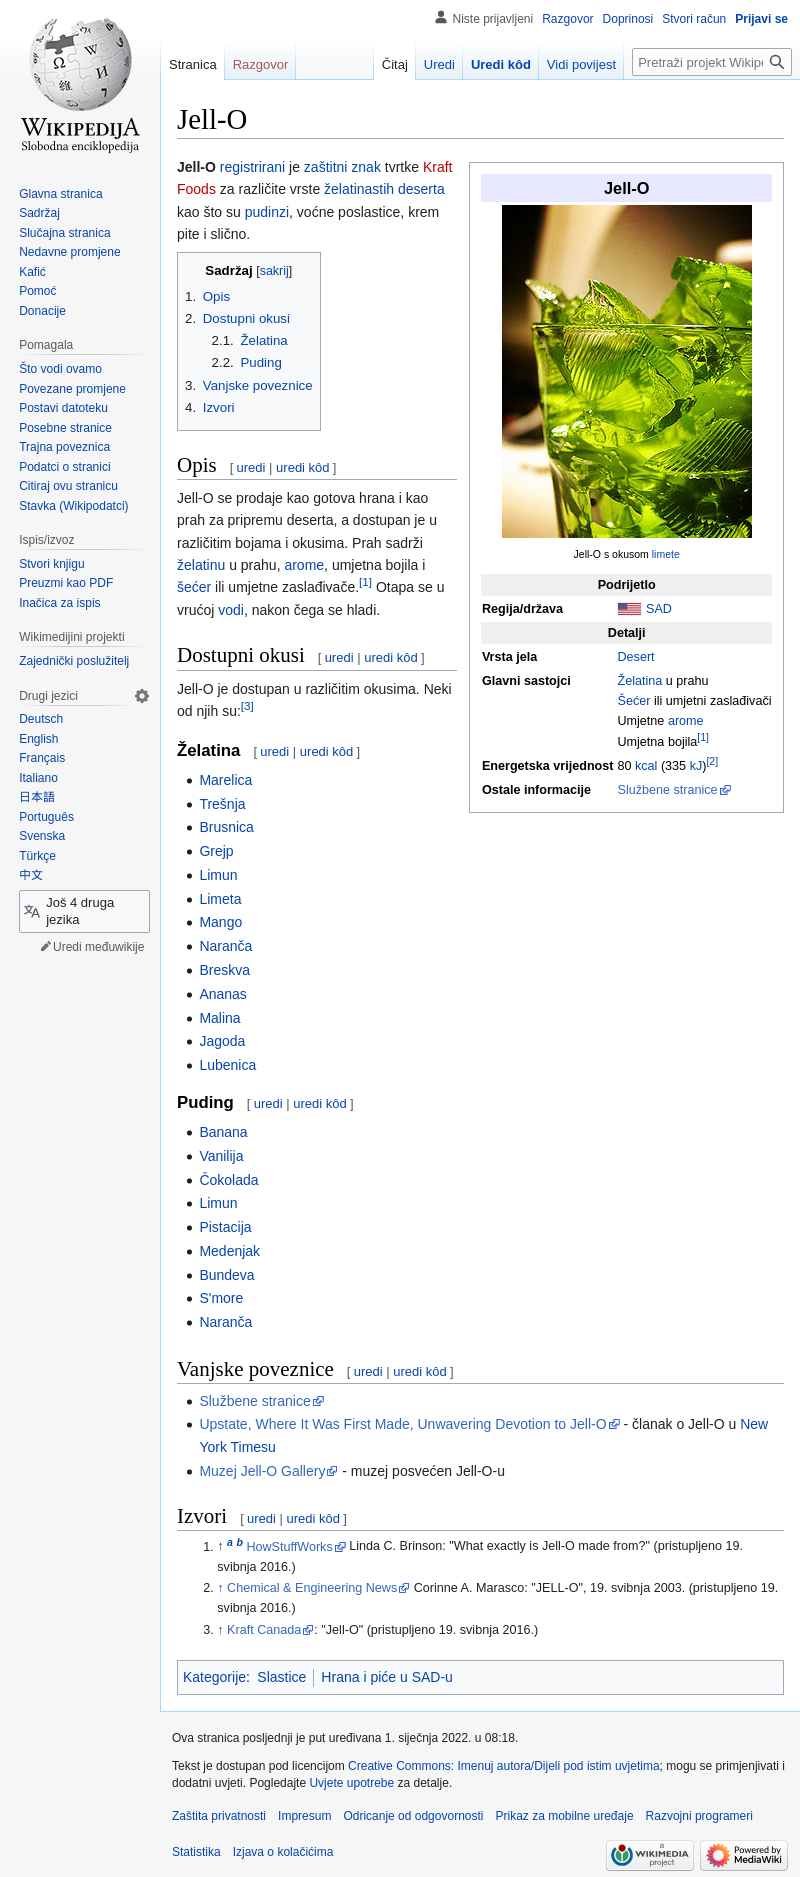 Niste prijavljeni Razgovor Doprinosi Stvori račun Prijavi se
Stranica Razgovor Čitaj Uredi Uredi kôd Vidi povijest Pretraži projekt Wikipe
WIKIPEDIJA
Slobodna enciklopedija
Glavna stranica
Sadržaj
Slučajna stranica
Nedavne promjene
Kafić
Pomoć
Donacije
Pomagala
Što vodi ovamo
Povezane promjene
Postavi datoteku
Posebne stranice
Trajna poveznica
Podatci o stranici
Citiraj ovu stranicu
Stavka (Wikipodatci)
Ispis/izvoz
Stvori knjigu
Preuzmi kao PDF
Inačica za ispis
Wikimedijini projekti
Zajednički poslužitelj
Drugi jezici
Deutsch
English
Français
Italiano
日本語
Português
Svenska
Türkçe
中文
Još 4 druga
jezika
Uredi međuwikije
Jell-O
Jell-O registrirani je zaštitni znak tvrtke Kraft
Foods za različite vrste želatinastih deserta
kao što su pudinzi, voćne poslastice, krem
pite i slično.
Sadržaj [sakrij]
1. Opis
2. Dostupni okusi
2.1. Želatina
2.2. Puding
3. Vanjske poveznice
4. Izvori
Jell-O
Jell-O s okusom limete
Podrijetlo
Regija/država SAD
Detalji
Vrsta jela Desert
Glavni sastojci Želatina u prahu
Šećer ili umjetni zaslađivači
Umjetne arome
Umjetna bojila[1]
Energetska vrijednost 80 kcal (335 kJ)[2]
Ostale informacije Službene stranice
Opis [ uredi | uredi kôd ]
Jell-O se prodaje kao gotova hrana i kao
prah za pripremu deserta, a dostupan je u
različitim bojama i okusima. Prah sadrži
želatinu u prahu, arome, umjetna bojila i
šećer ili umjetne zaslađivače.[1] Otapa se u
vrućoj vodi, nakon čega se hladi.
Dostupni okusi [ uredi | uredi kôd ]
Jell-O je dostupan u različitim okusima. Neki
od njih su:[3]
Želatina [ uredi | uredi kôd ]
Marelica
Trešnja
Brusnica
Grejp
Limun
Limeta
Mango
Naranča
Breskva
Ananas
Malina
Jagoda
Lubenica
Puding [ uredi | uredi kôd ]
Banana
Vanilija
Čokolada
Limun
Pistacija
Medenjak
Bundeva
S'more
Naranča
Vanjske poveznice [ uredi | uredi kôd ]
Službene stranice
Upstate, Where It Was First Made, Unwavering Devotion to Jell-O - članak o Jell-O u New
York Timesu
Muzej Jell-O Gallery - muzej posvećen Jell-O-u
Izvori [ uredi | uredi kôd ]
1. ↑ a b HowStuffWorks Linda C. Brinson: "What exactly is Jell-O made from?" (pristupljeno 19.
svibnja 2016.)
2. ↑ Chemical & Engineering News Corinne A. Marasco: "JELL-O", 19. svibnja 2003. (pristupljeno 19.
svibnja 2016.)
3. ↑ Kraft Canada: "Jell-O" (pristupljeno 19. svibnja 2016.)
Kategorije: Slastice Hrana i piće u SAD-u
Ova stranica posljednji je put uređivana 1. siječnja 2022. u 08:18.
Tekst je dostupan pod licencijom Creative Commons: Imenuj autora/Dijeli pod istim uvjetima; mogu se primjenjivati i
dodatni uvjeti. Pogledajte Uvjete upotrebe za detalje.
Zaštita privatnosti Impresum Odricanje od odgovornosti Prikaz za mobilne uređaje Razvojni programeri
Statistika Izjava o kolačićima
a
WIKIMEDIA
project
Powered by
MediaWiki